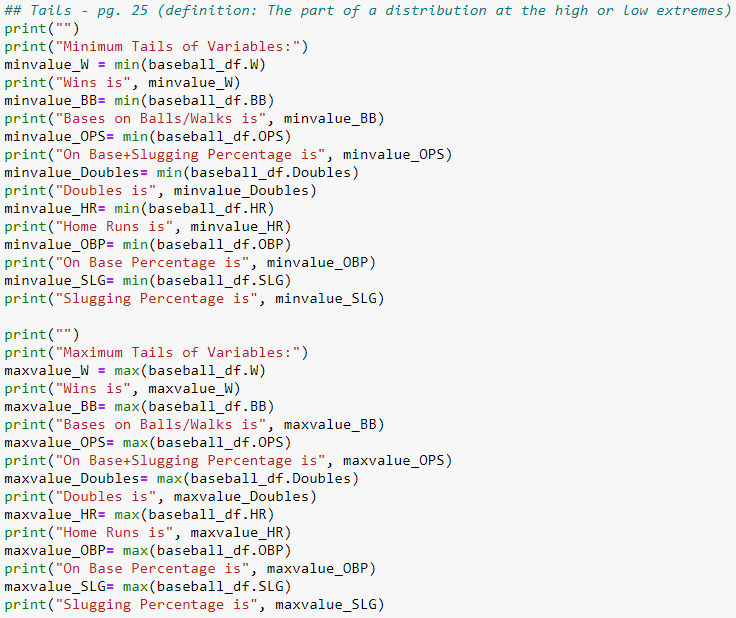 ## Tails - pg. 25 (definition: The part of a distribution at the high or low extremes)
print("")
print("Minimum Tails of Variables:")
minvalue_W = min(baseball_df.W)
print("Wins is", minvalue_W)
minvalue_BB= min(baseball_df.BB)
print("Bases on Balls/Walks is", minvalue_BB)
minvalue_OPS= min(baseball_df.OPS)
print("On Base+Slugging Percentage is", minvalue_OPS)
minvalue_Doubles= min(baseball_df.Doubles)
print("Doubles is", minvalue_Doubles)
minvalue_HR= min(baseball_df.HR)
print("Home Runs is", minvalue_HR)
minvalue_OBP= min(baseball_df.OBP)
print("On Base Percentage is", minvalue_OBP)
minvalue_SLG= min(baseball_df.SLG)
print("Slugging Percentage is", minvalue_SLG)

print("")
print("Maximum Tails of Variables:")
maxvalue_W = max(baseball_df.W)
print("Wins is", maxvalue_W)
maxvalue_BB= max(baseball_df.BB)
print("Bases on Balls/Walks is", maxvalue_BB)
maxvalue_OPS= max(baseball_df.OPS)
print("On Base+Slugging Percentage is", maxvalue_OPS)
maxvalue_Doubles= max(baseball_df.Doubles)
print("Doubles is", maxvalue_Doubles)
maxvalue_HR= max(baseball_df.HR)
print("Home Runs is", maxvalue_HR)
maxvalue_OBP= max(baseball_df.OBP)
print("On Base Percentage is", maxvalue_OBP)
maxvalue_SLG= max(baseball_df.SLG)
print("Slugging Percentage is", maxvalue_SLG)